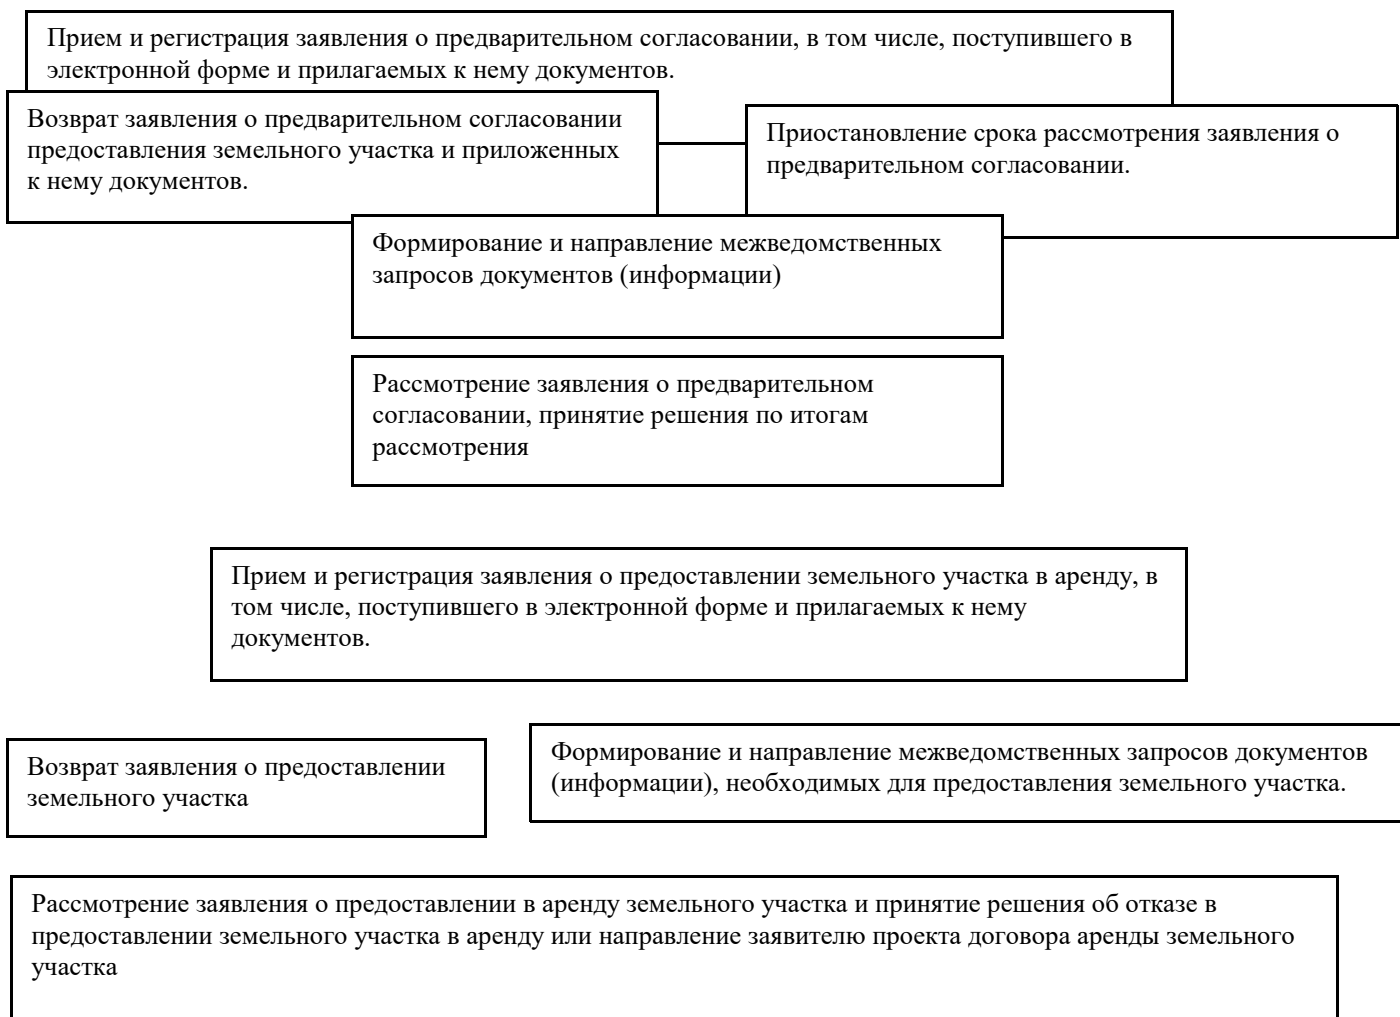 Прием и регистрация заявления о предварительном согласовании, в том числе, поступившего в
электронной форме и прилагаемых к нему документов.
Возврат заявления о предварительном согласовании
предоставления земельного участка и приложенных
к нему документов.
Приостановление срока рассмотрения заявления о
предварительном согласовании.
Формирование и направление межведомственных
запросов документов (информации)
Рассмотрение заявления о предварительном
согласовании, принятие решения по итогам
рассмотрения
Прием и регистрация заявления о предоставлении земельного участка в аренду, в
том числе, поступившего в электронной форме и прилагаемых к нему
документов.
Возврат заявления о предоставлении
земельного участка
Формирование и направление межведомственных запросов документов
(информации), необходимых для предоставления земельного участка.
Рассмотрение заявления о предоставлении в аренду земельного участка и принятие решения об отказе в
предоставлении земельного участка в аренду или направление заявителю проекта договора аренды земельного
участка